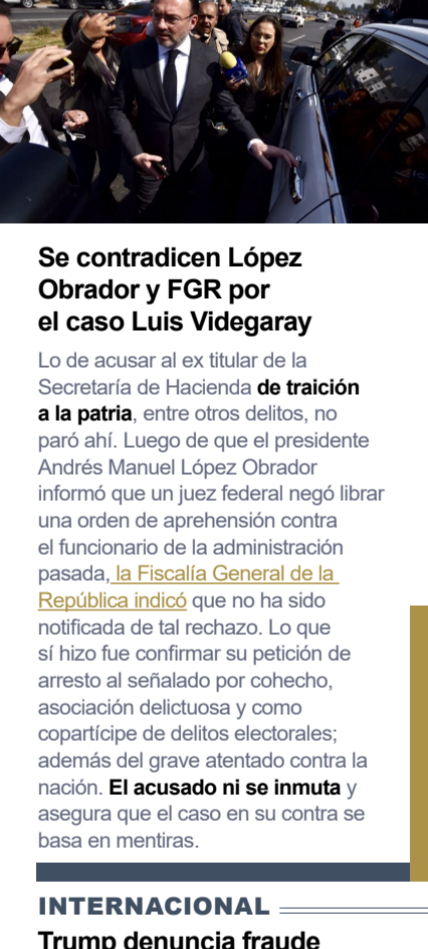 Se contradicen López
Obrador y FGR por
el caso Luis Videgaray
Lo de acusar al ex titular de la
Secretaría de Hacienda de traición
a la patria, entre otros delitos, no
paró ahí. Luego de que el presidente
Andrés Manuel López Obrador
informó que un juez federal negó librar
una orden de aprehensión contra
el funcionario de la administración
pasada, la Fiscalía General de la
República indicó que no ha sido
notificada de tal rechazo. Lo que
sí hizo fue confirmar su petición de
arresto al señalado por cohecho,
asociación delictuosa y como
copartícipe de delitos electorales;
además del grave atentado contra la
nación. El acusado ni se inmuta y
asegura que el caso en su contra se
basa en mentiras.
INTERNACIONAL
Trump denuncia fraude